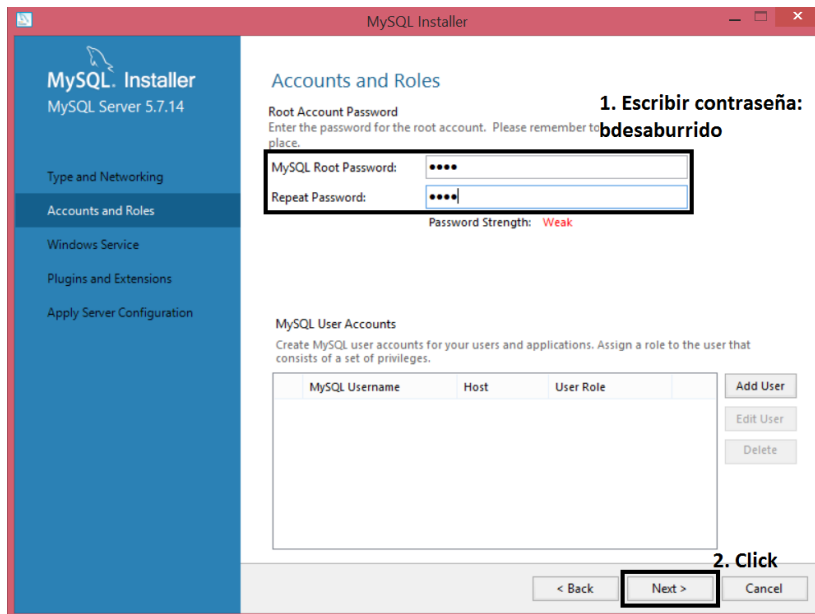 MySQL Installer
MySQL. Installer
MySQL Server 5.7.14
Type and Networking
Accounts and Roles
Windows Service
Plugins and Extensions
Apply Server Configuration
Accounts and Roles
1. Escribir contraseña:
bdesaburrido
Root Account Password
Enter the password for the root account. Please remember to
place.
MySQL Root Password: ●●●●
Repeat Password: ●●●●
Password Strength: Weak
MySQL User Accounts
Create MySQL user accounts for your users and applications. Assign a role to the user that
consists of a set of privileges.
MySQL Username Host User Role
Add User
Edit User
Delete
2. Click
< Back Next > Cancel